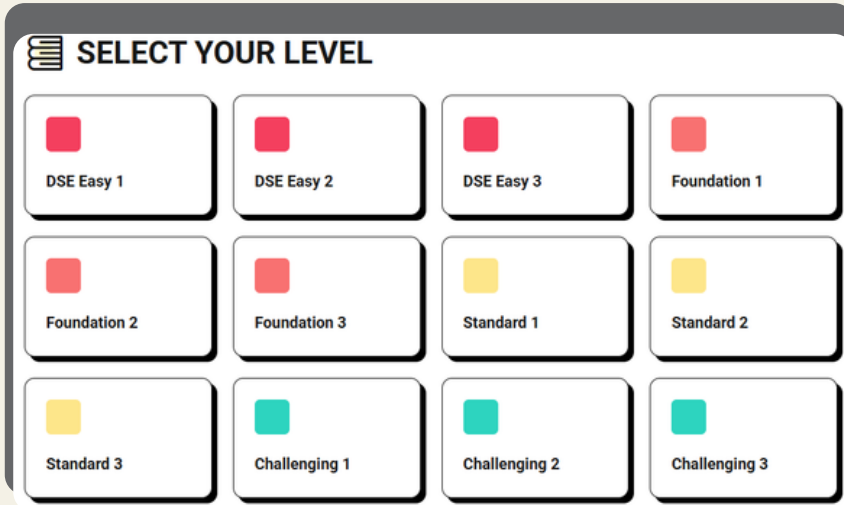 SELECT YOUR LEVEL
DSE Easy 1
DSE Easy 2
DSE Easy 3
Foundation 1
Foundation 2
Foundation 3
Standard 1
Standard 2
Standard 3
Challenging 1
Challenging 2
Challenging 3